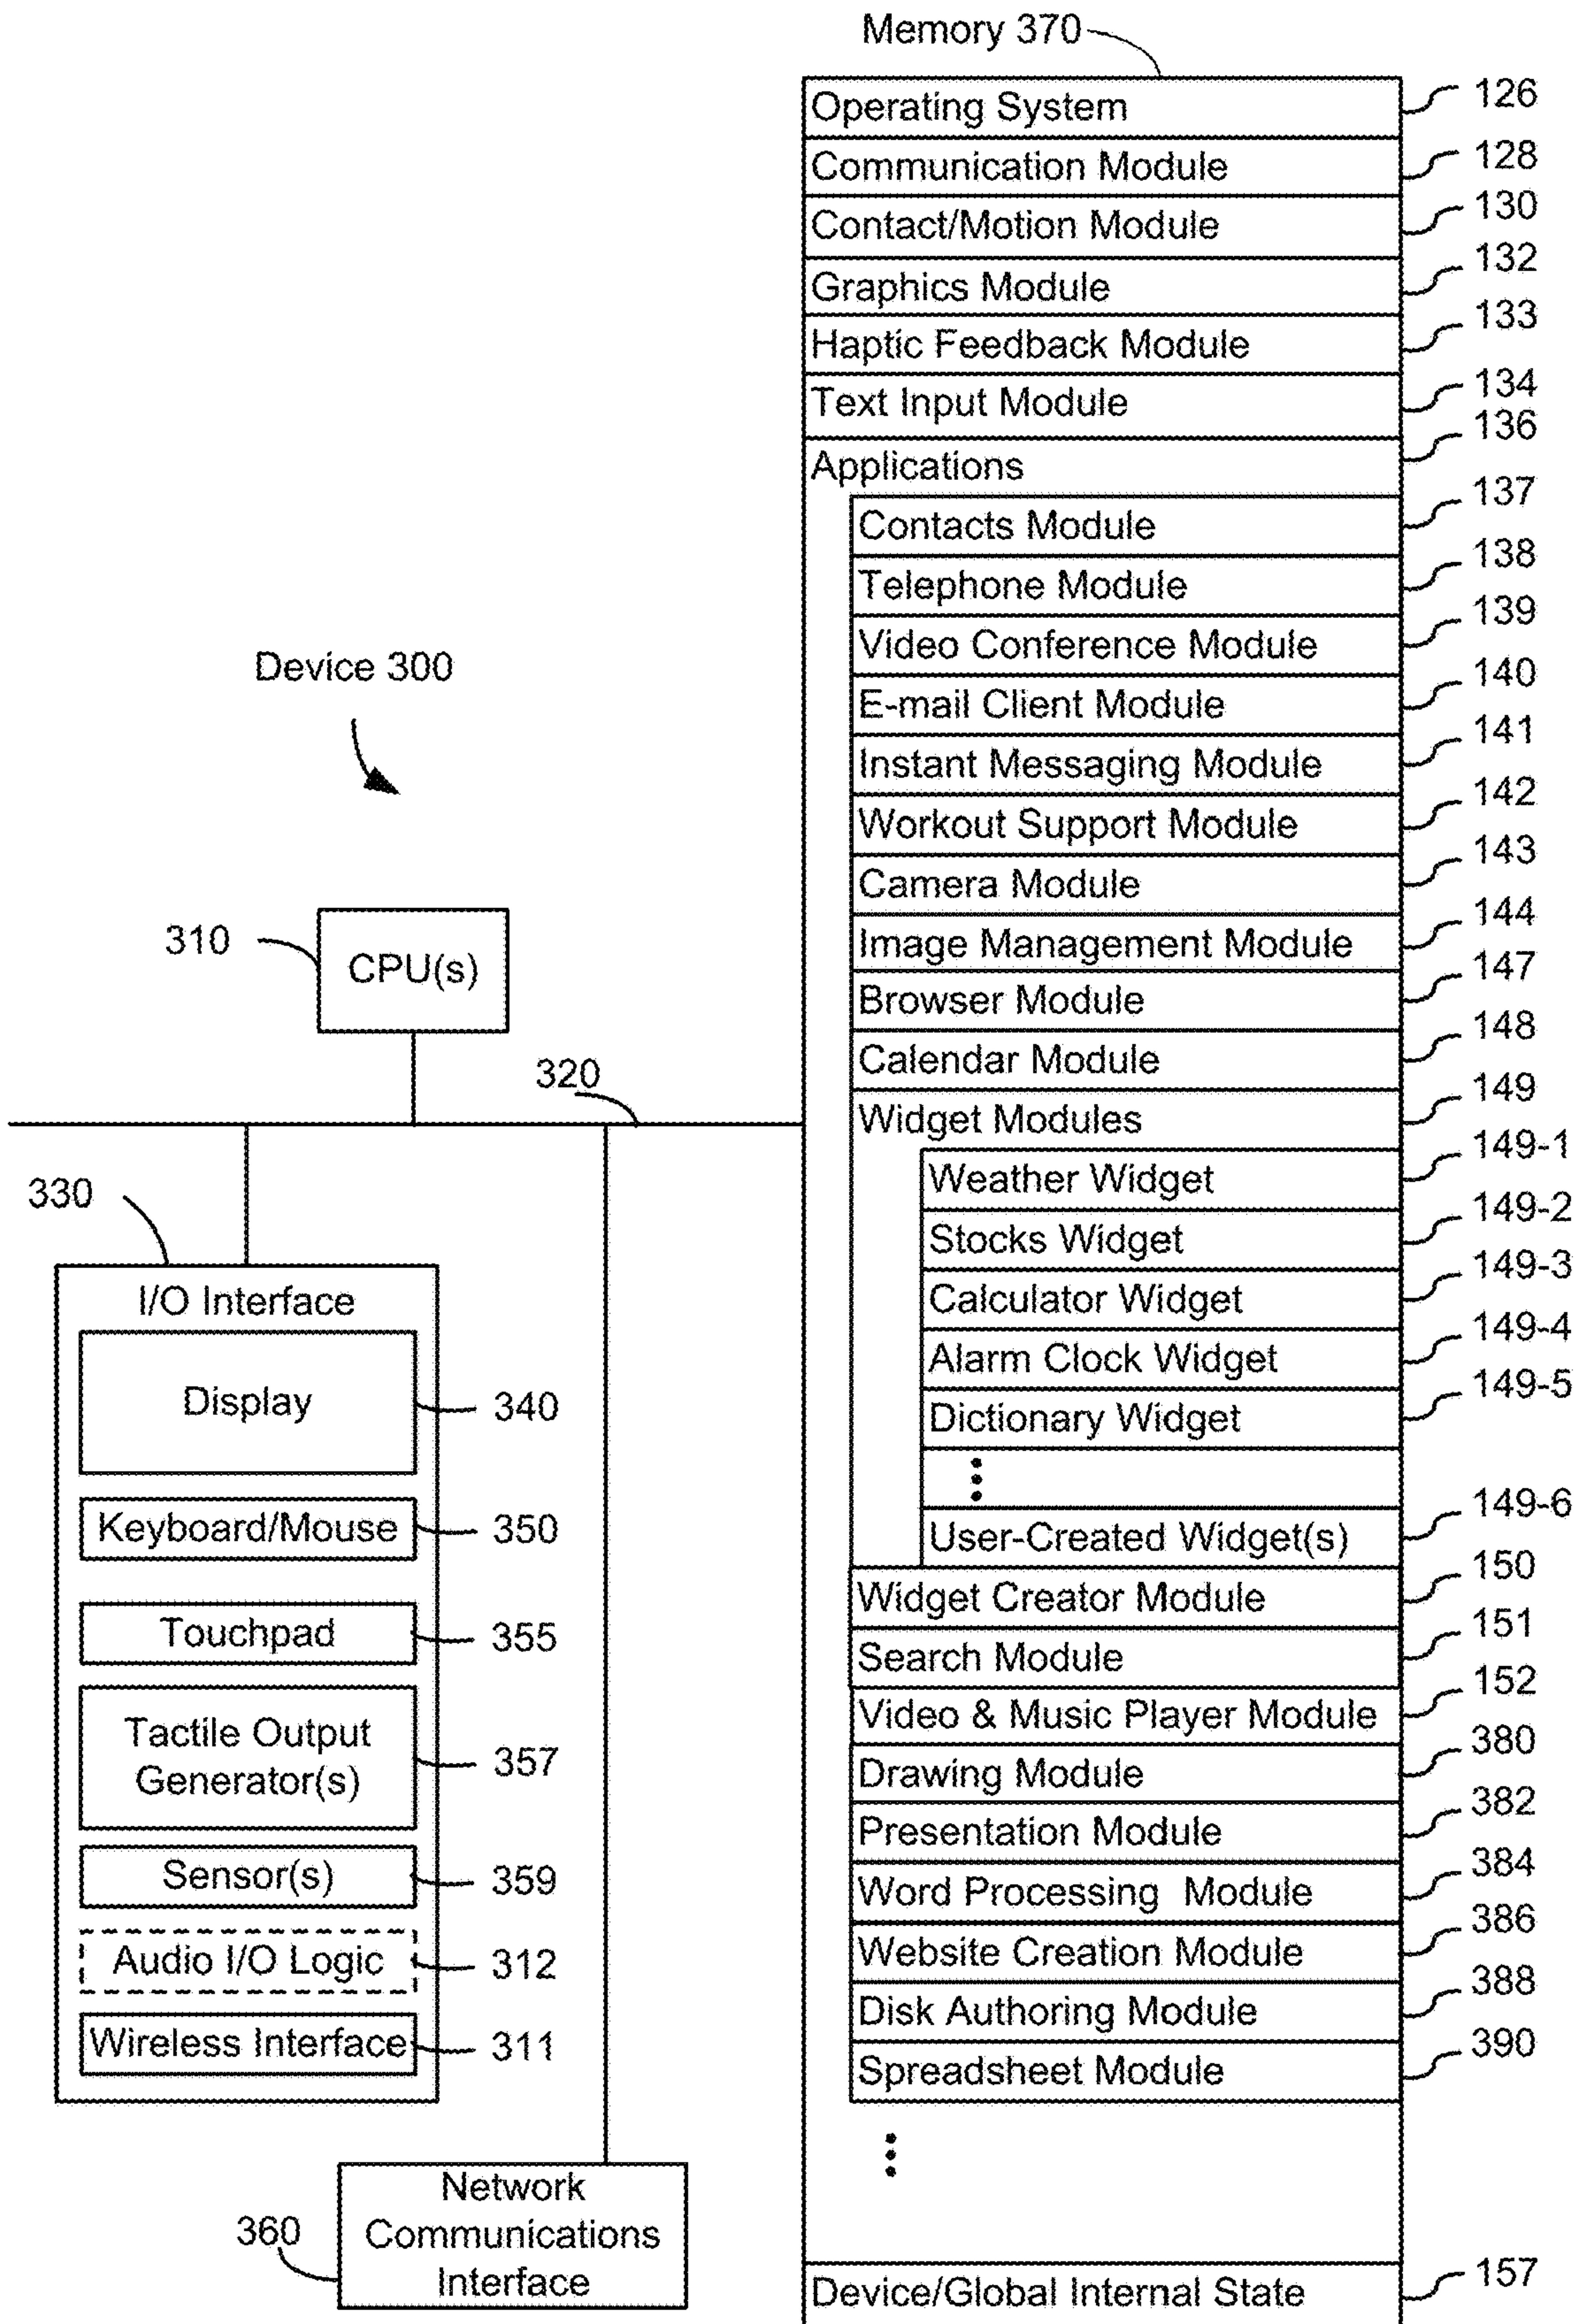 Memory 370
Operating System 126
Communication Module 128
Contact/Motion Module 130
Graphics Module 132
Haptic Feedback Module 133
Text Input Module 134
Applications 136
Contacts Module 137
Telephone Module 138
Video Conference Module 139
E-mail Client Module 140
Instant Messaging Module 141
Workout Support Module 142
Camera Module 143
Image Management Module 144
Browser Module 147
Calendar Module 148
Widget Modules 149
Weather Widget 149-1
Stocks Widget 149-2
Calculator Widget 149-3
Alarm Clock Widget 149-4
Dictionary Widget 149-5
User-Created Widget(s) 149-6
Widget Creator Module 150
Search Module 151
Video & Music Player Module 152
Drawing Module 380
Presentation Module 382
Word Processing Module 384
Website Creation Module 386
Disk Authoring Module 388
Spreadsheet Module 390
Device/Global Internal State 157
Device 300
310 CPU(s)
320
330
I/O Interface
Display 340
Keyboard/Mouse 350
Touchpad 355
Tactile Output
Generator(s) 357
Sensor(s) 359
Audio I/O Logic 312
Wireless Interface 311
360
Network
Communications
Interface